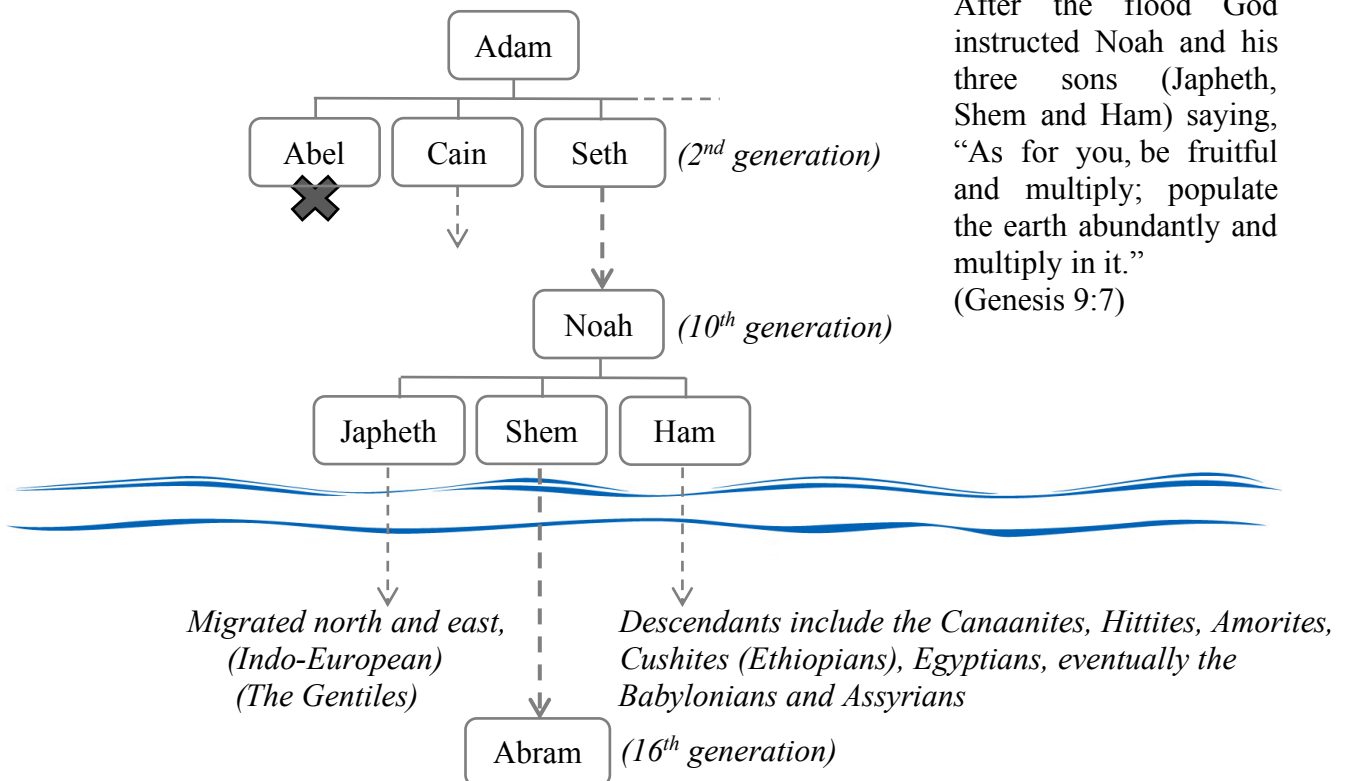 Adam
Abel
Cain
Seth
(2nd generation)
Noah
(10th generation)
Japheth
Shem
Ham
Migrated north and east,
(Indo-European)
(The Gentiles)
Descendants include the Canaanites, Hittites, Amorites,
Cushites (Ethiopians), Egyptians, eventually the
Babylonians and Assyrians
Abram
(16th generation)
After the flood God
instructed Noah and his
three sons (Japheth,
Shem and Ham) saying,
“As for you, be fruitful
and multiply; populate
the earth abundantly and
multiply in it.”
(Genesis 9:7)